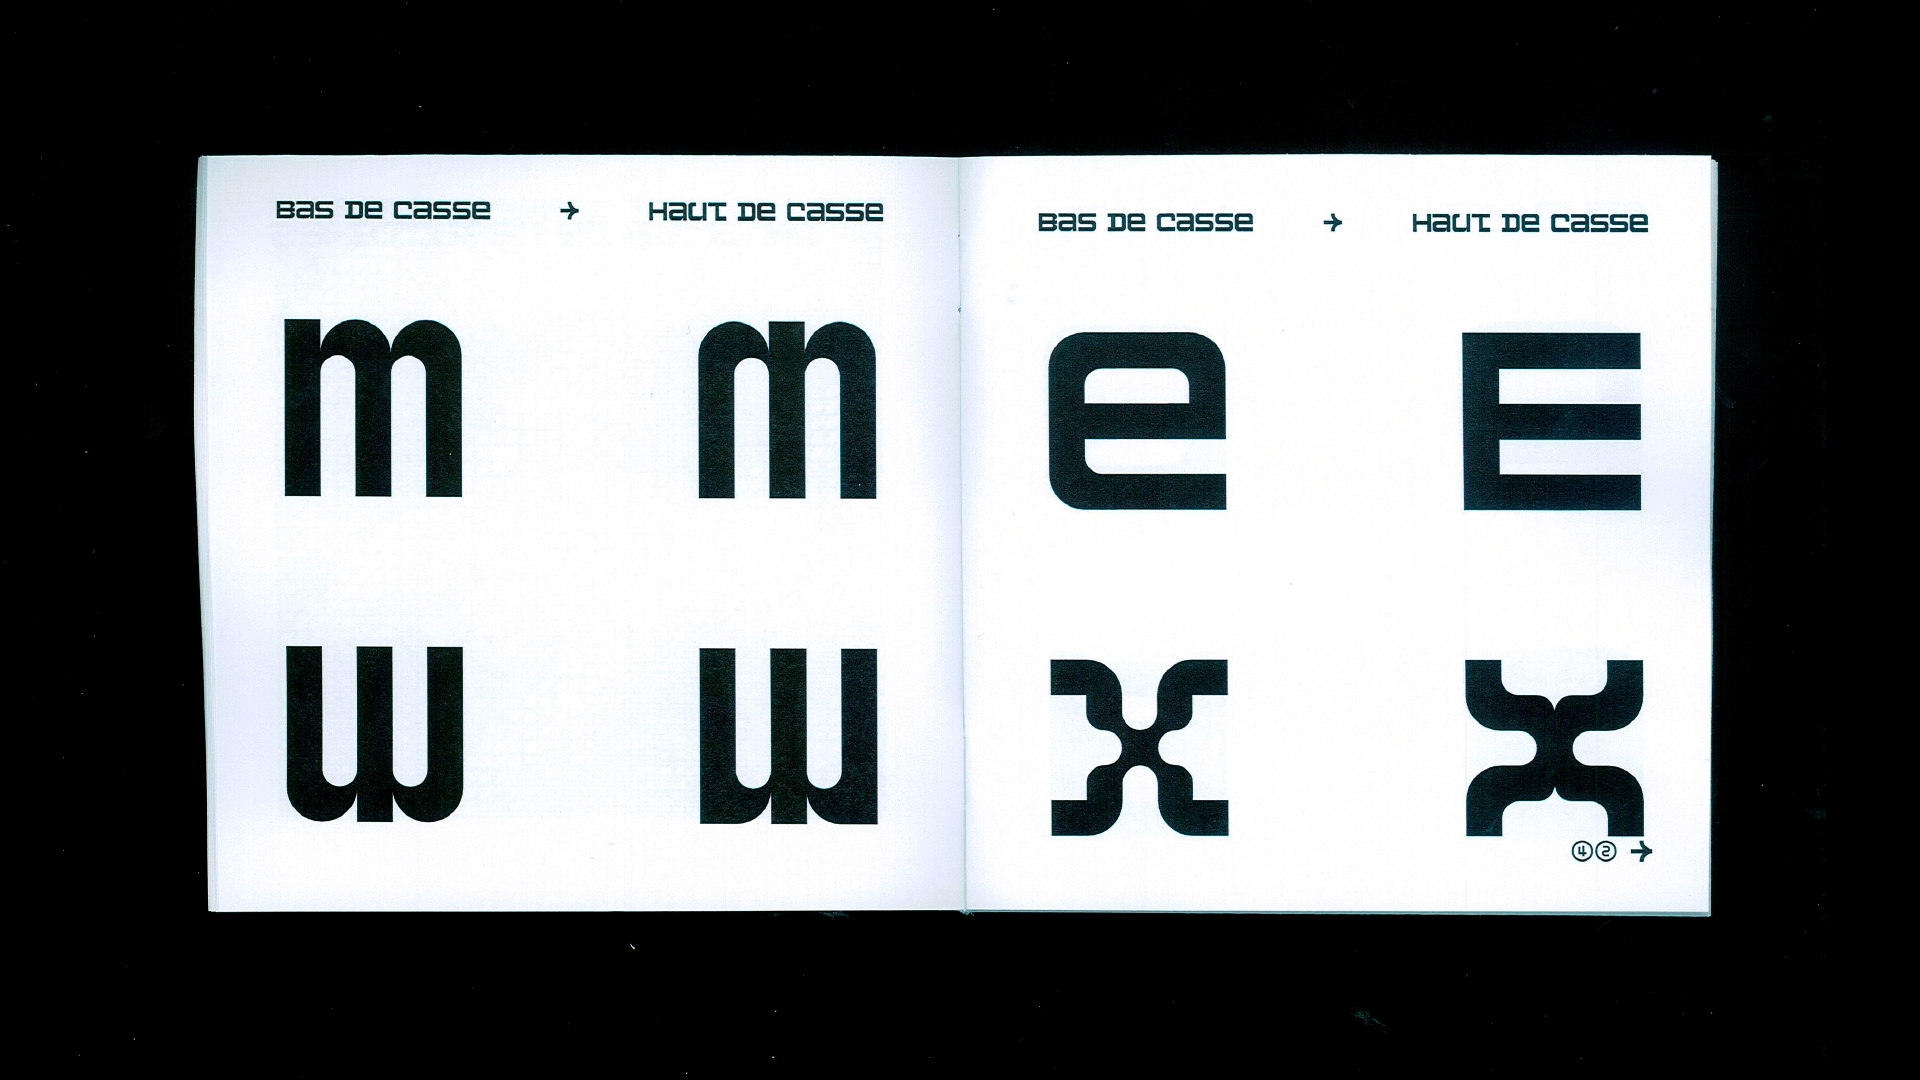 Bas De casse → Haut De casse
m m
w w
Bas De casse → Haut De casse
e E
x x
42 →